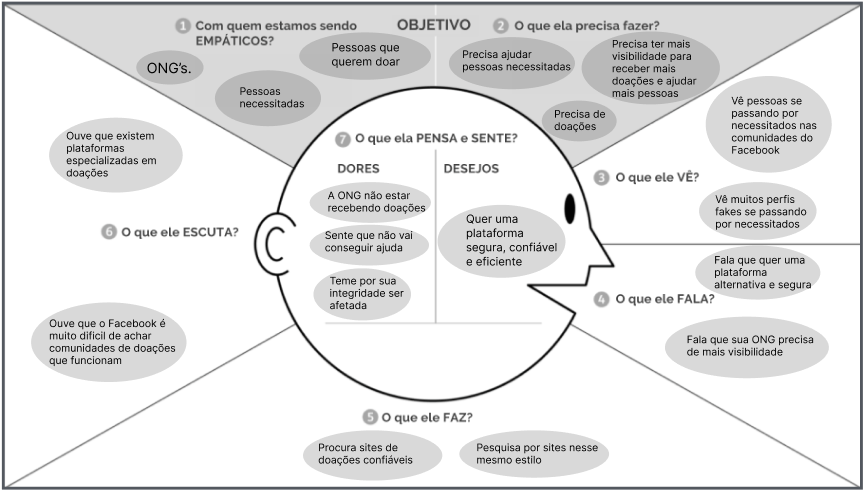 OBJETIVO
1 Com quem estamos sendo
EMPÁTICOS?
ONG's.
Pessoas
necessitadas
Pessoas que
querem doar
2 O que ela precisa fazer?
Precisa ajudar
pessoas necessitadas
Precisa ter mais
visibilidade para
receber mais
doações e ajudar
mais pessoas
Precisa de
doações
3 O que ele VÊ?
Vê pessoas se
passando por
necessitados nas
comunidades do
Facebook
Vê muitos perfis
fakes se passando
por necessitados
4 O que ele FALA?
Fala que quer uma
plataforma
alternativa e segura
Fala que sua ONG precisa
de mais visibilidade
5 O que ele FAZ?
Procura sites de
doações confiáveis
Pesquisa por sites nesse
mesmo estilo
6 O que ele ESCUTA?
Ouve que existem
plataformas
especializadas em
doações
Ouve que o Facebook é
muito dificil de achar
comunidades de doações
que funcionam
7 O que ela PENSA e SENTE?
DORES
A ONG não estar
recebendo doações
Sente que não vai
conseguir ajuda
Teme por sua
integridade ser
afetada
DESEJOS
Quer uma
plataforma
segura, confiável
e eficiente